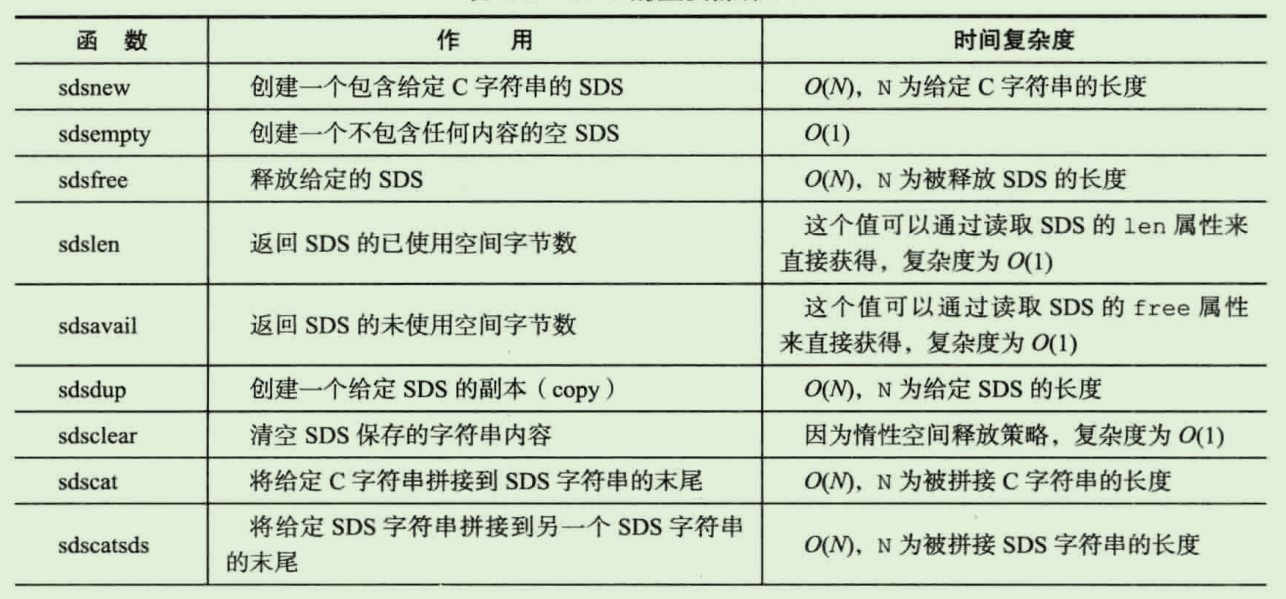 函 数 作 用 时间复杂度
sdsnew 创建一个包含给定 C 字符串的 SDS O(N)，N 为给定 C 字符串的长度
sdsempty 创建一个不包含任何内容的空 SDS O(1)
sdsfree 释放给定的 SDS O(N)，N 为被释放 SDS 的长度
sdslen 返回 SDS 的已使用空间字节数 这个值可以通过读取 SDS 的 len 属性来
直接获得，复杂度为 O(1)
sdsavail 返回 SDS 的未使用空间字节数 这个值可以通过读取 SDS 的 free 属性
来直接获得，复杂度为 O(1)
sdsdup 创建一个给定 SDS 的副本（copy） O(N)，N 为给定 SDS 的长度
sdsclear 清空 SDS 保存的字符串内容 因为惰性空间释放策略，复杂度为 O(1)
sdscat 将给定 C 字符串拼接到 SDS 字符串的末尾 O(N)，N 为被拼接 C 字符串的长度
sdscatsds 将给定 SDS 字符串拼接到另一个 SDS 字符串
的末尾 O(N)，N 为被拼接 SDS 字符串的长度